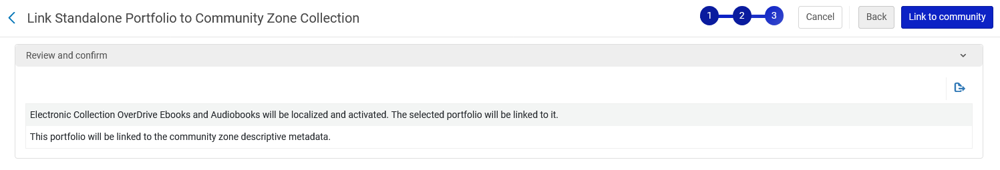 Link Standalone Portfolio to Community Zone Collection
1 2 3
Cancel
Back
Link to community
Review and confirm
Electronic Collection OverDrive Ebooks and Audiobooks will be localized and activated. The selected portfolio will be linked to it.
This portfolio will be linked to the community zone descriptive metadata.